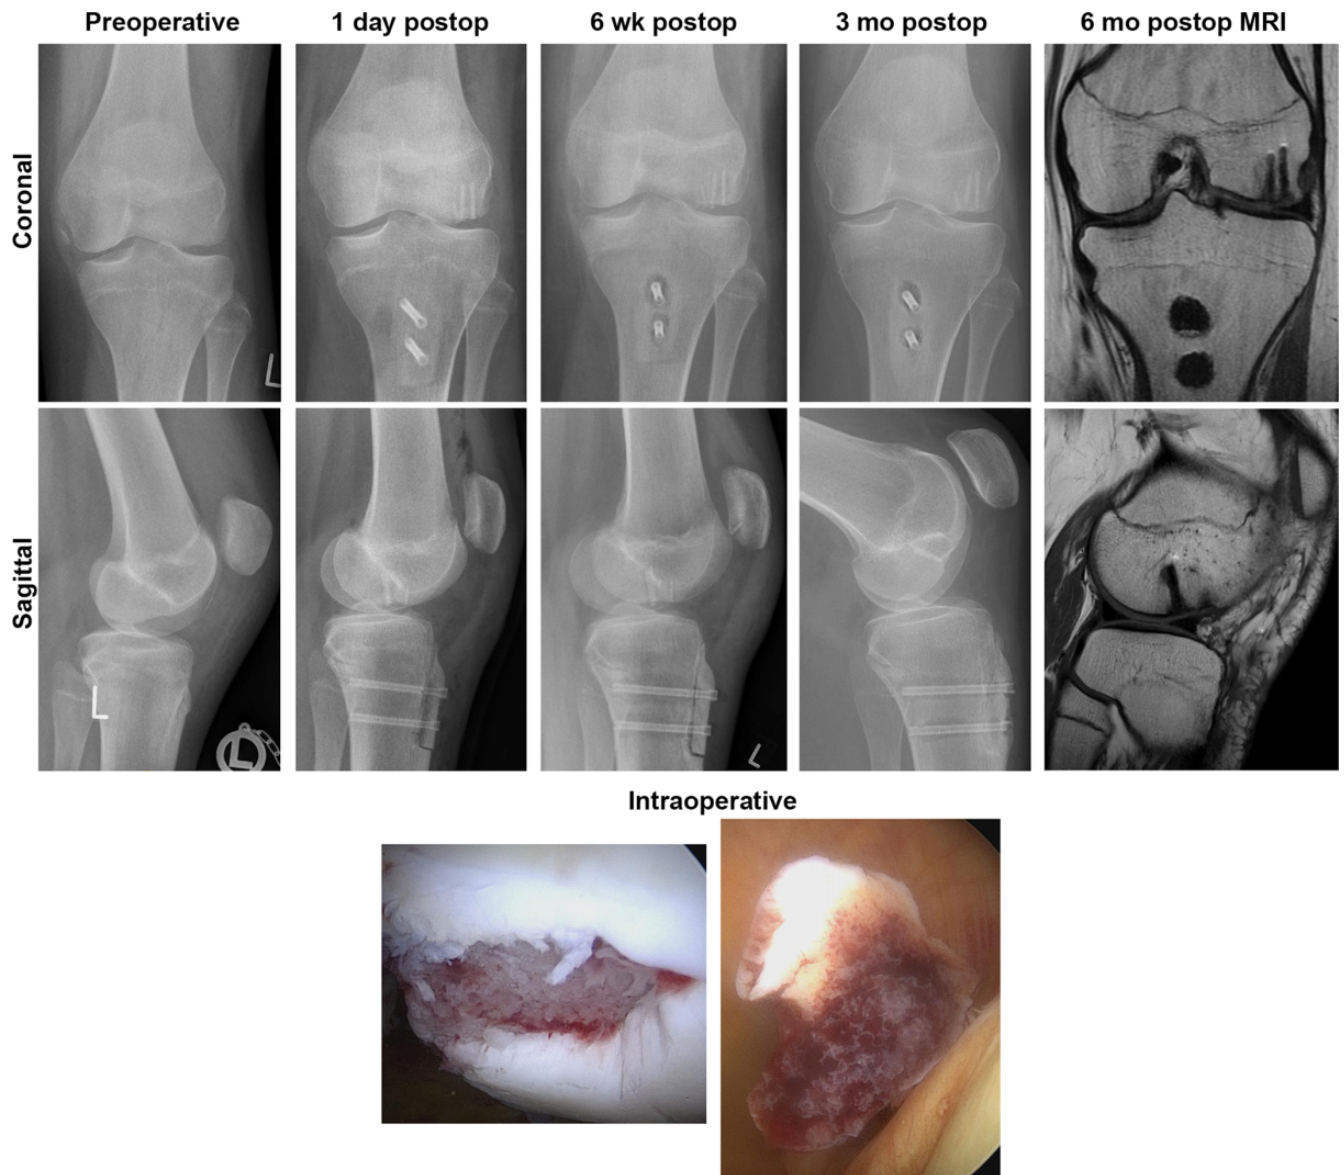 Preoperative
1 day postop
6 wk postop
3 mo postop
6 mo postop MRI
Coronal
L
Sagittal
L
L
L
Intraoperative